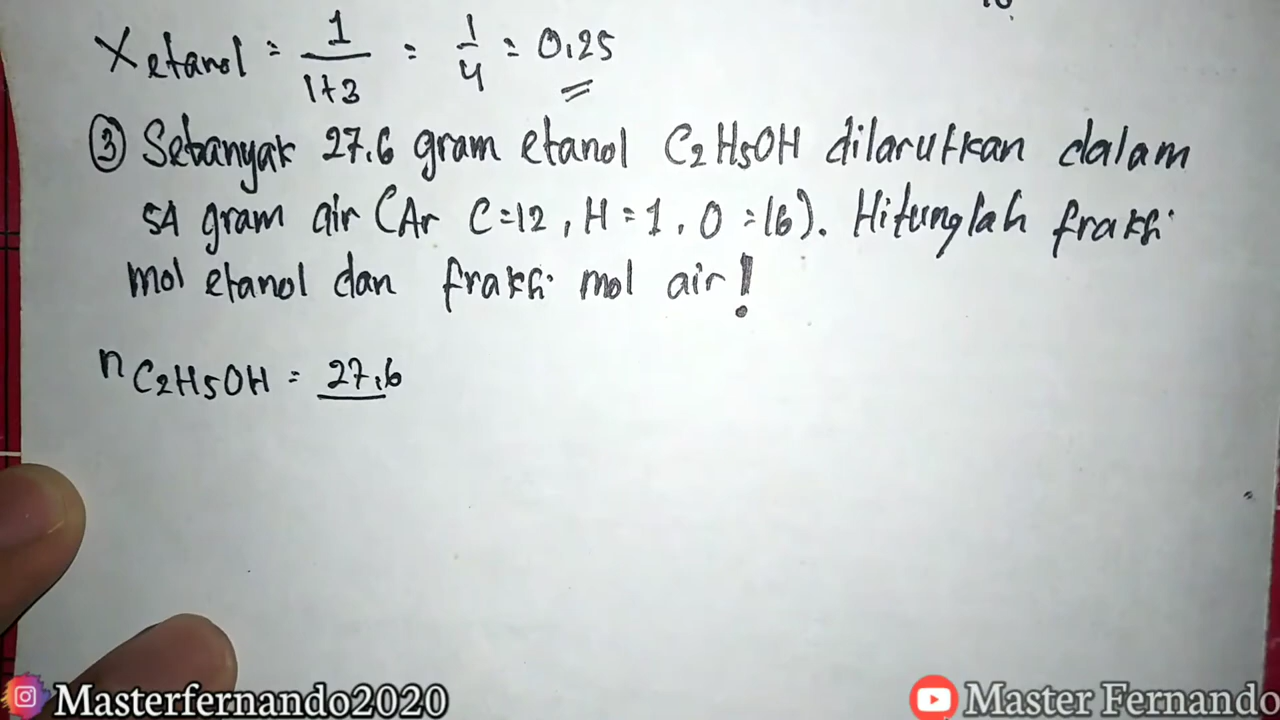 X etanol = 1/1+3 = 1/4 = 0.25
③ Sebanyak 27.6 gram etanol C2H5OH dilarutkan dalam
54 gram air (Ar C=12, H=1, O=16). Hitunglah fraksi
mol etanol dan fraksi mol air!
n C2H5OH = 27.6
Masterfernando2020
Master Fernando